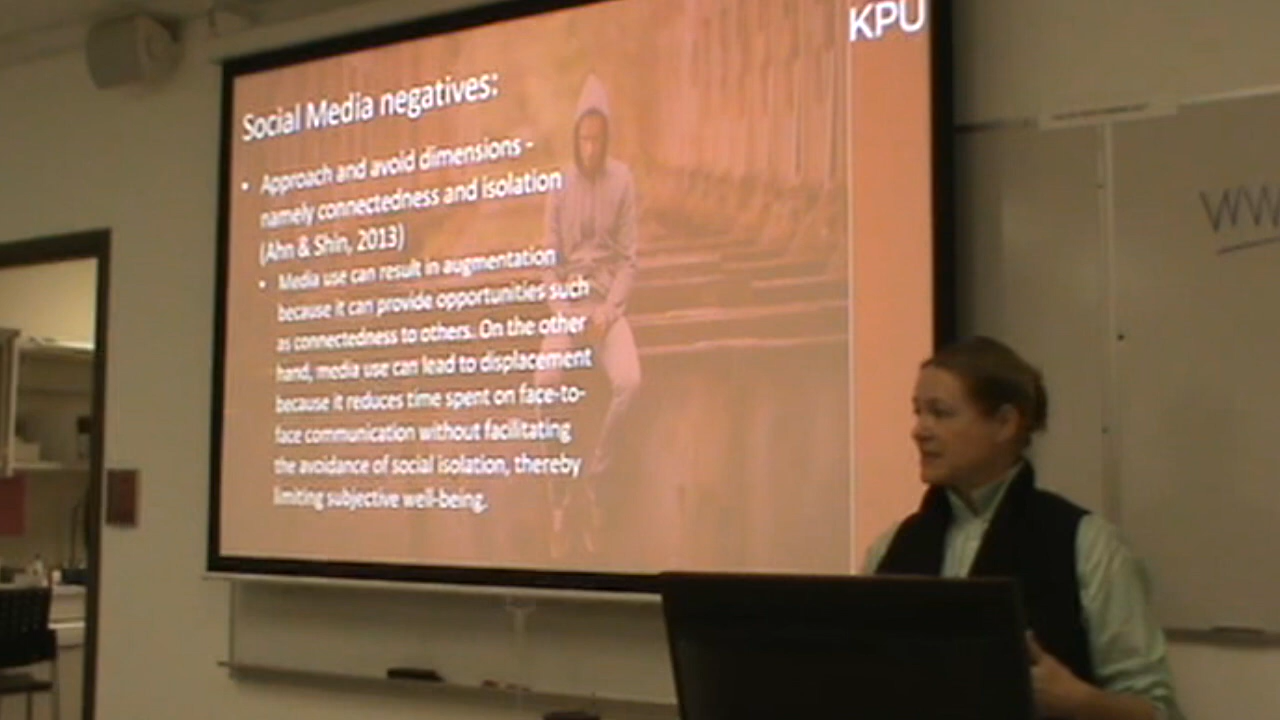 KPU
Social Media negatives:
• Approach and avoid dimensions -
namely connectedness and isolation
(Ahn & Shin, 2013)
• Media use can result in augmentation
because it can provide opportunities such
as connectedness to others. On the other
hand, media use can lead to displacement
because it reduces time spent on face-to-
face communication without facilitating
the avoidance of social isolation, thereby
limiting subjective well-being.